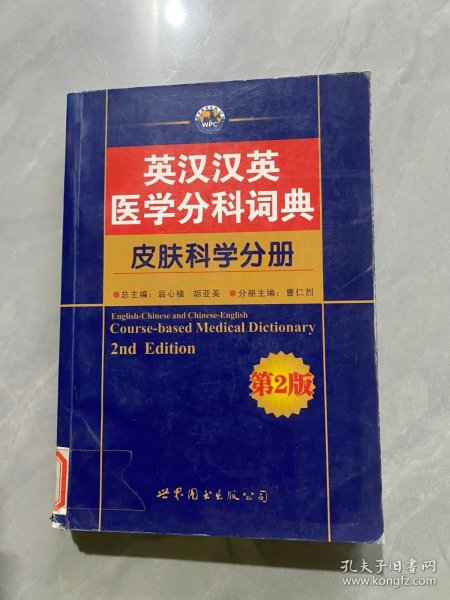 WPC
英汉汉英
医学分科词典
皮肤科学分册
总主编：翁心植 胡亚美 分册主编：曹仁烈
English-Chinese and Chinese-English
Course-based Medical Dictionary
2nd Edition
第2版
世界图书出版公司
孔夫子旧书网
www.kongfz.com